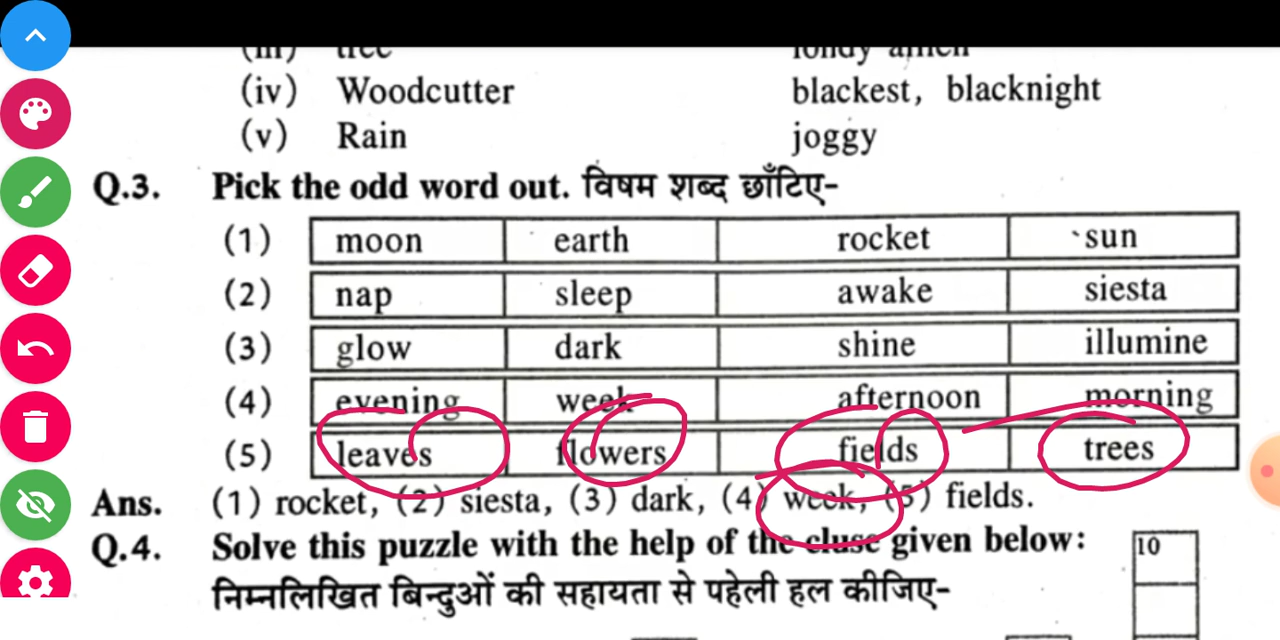 (iii) tree
(iv) Woodcutter blackest, blacknight
(v) Rain joggy
Q.3. Pick the odd word out. विषम शब्द छाँटिए-
(1) moon earth rocket sun
(2) nap sleep awake siesta
(3) glow dark shine illumine
(4) evening week afternoon morning
(5) leaves flowers fields trees
Ans. (1) rocket, (2) siesta, (3) dark, (4) week, (5) fields.
Q.4. Solve this puzzle with the help of the cluse given below:
10
निम्नलिखित बिन्दुओं की सहायता से पहेली हल कीजिए-